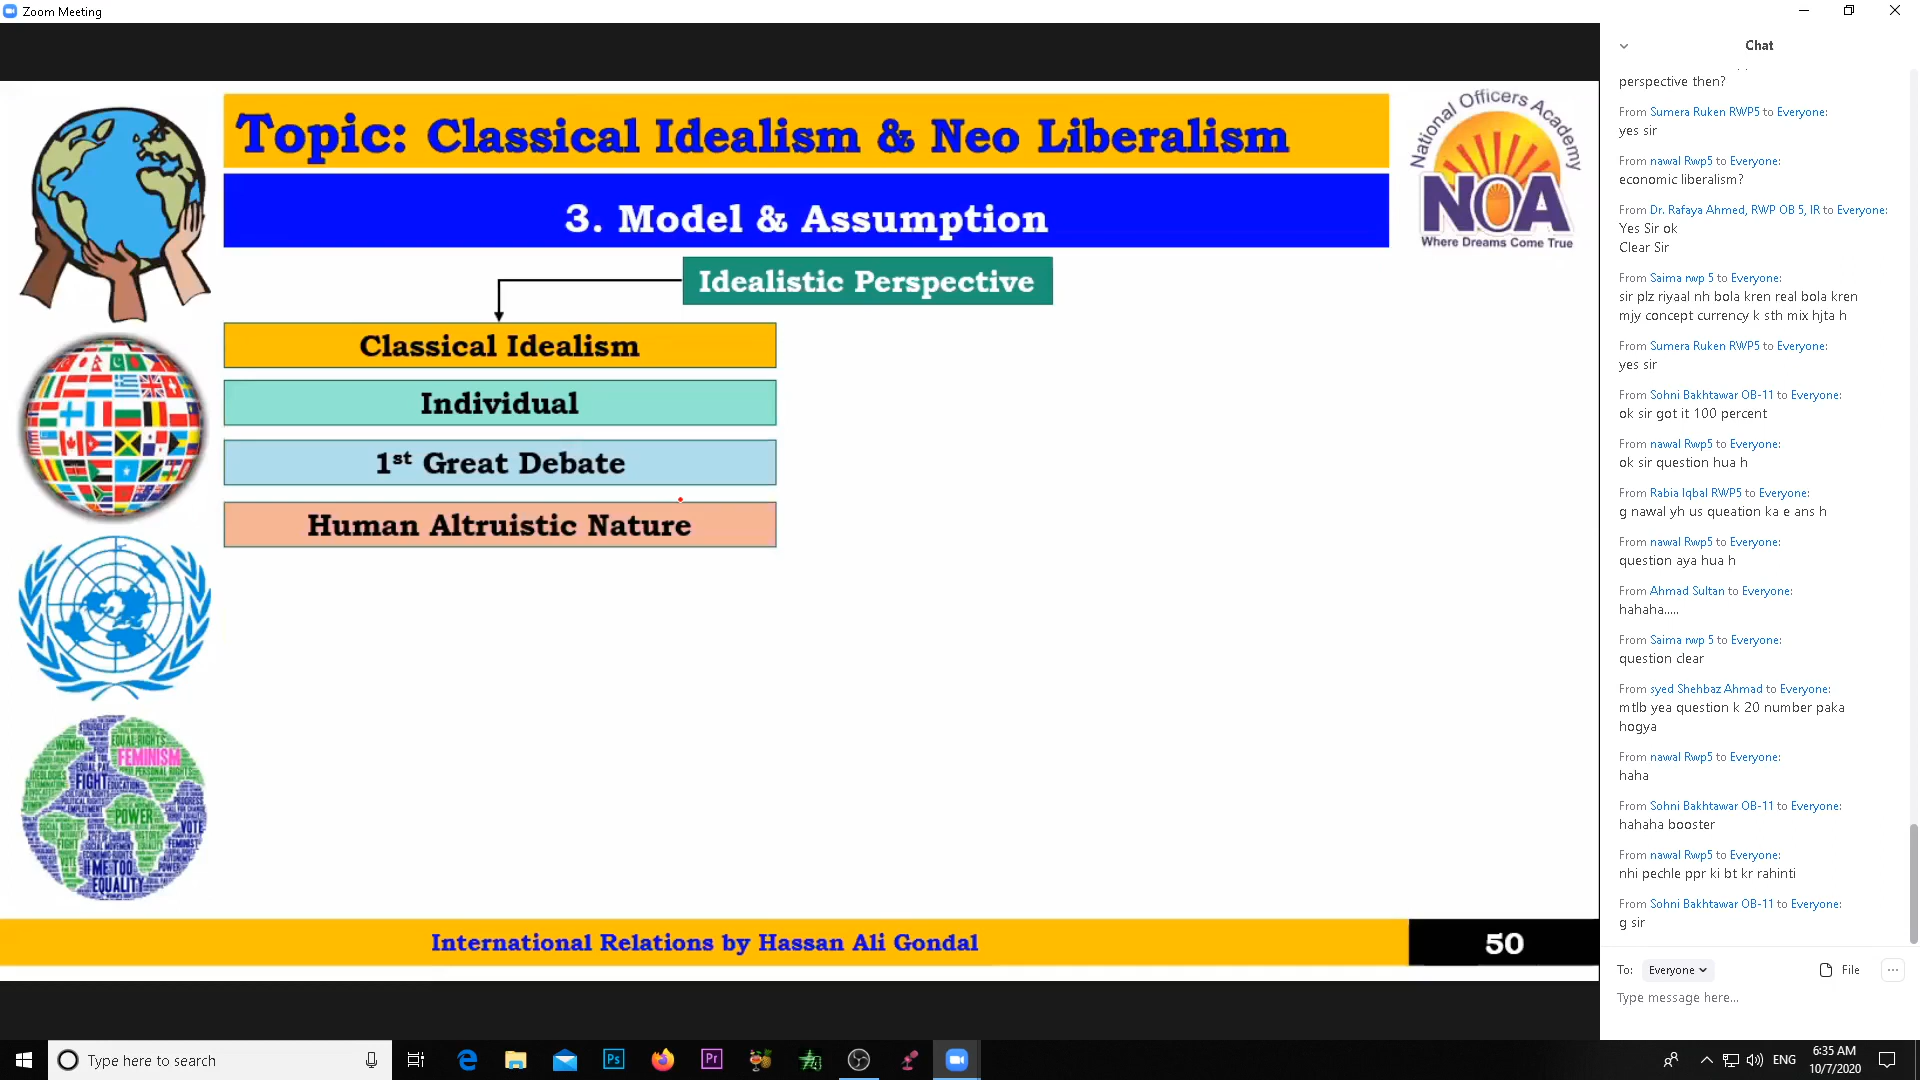 Zoom Meeting
Topic: Classical Idealism & Neo Liberalism
3. Model & Assumption
Idealistic Perspective
Classical Idealism
Individual
1st Great Debate
Human Altruistic Nature
National Officers Academy
NOA
Where Dreams Come True
WOMEN
EQUAL RIGHTS
FEMINISM
PERSONAL RIGHTS
FIGHT
EDUCATION
POWER
VOTE
#METOO
EQUALITY
International Relations by Hassan Ali Gondal
50
Chat
perspective then?
From Sumera Ruken RWP5 to Everyone:
yes sir
From nawal Rwp5 to Everyone:
economic liberalism?
From Dr. Rafaya Ahmed, RWP OB 5, IR to Everyone:
Yes Sir ok
Clear Sir
From Saima rwp 5 to Everyone:
sir plz riyaal nh bola kren real bola kren
mjy concept currency k sth mix hjta h
From Sumera Ruken RWP5 to Everyone:
yes sir
From Sohni Bakhtawar OB-11 to Everyone:
ok sir got it 100 percent
From nawal Rwp5 to Everyone:
ok sir question hua h
From Rabia Iqbal RWP5 to Everyone:
g nawal yh us queation ka e ans h
From nawal Rwp5 to Everyone:
question aya hua h
From Ahmad Sultan to Everyone:
hahaha.....
From Saima rwp 5 to Everyone:
question clear
From syed Shehbaz Ahmad to Everyone:
mtlb yea question k 20 number paka
hogya
From nawal Rwp5 to Everyone:
haha
From Sohni Bakhtawar OB-11 to Everyone:
hahaha booster
From nawal Rwp5 to Everyone:
nhi pechle ppr ki bt kr rahinti
From Sohni Bakhtawar OB-11 to Everyone:
g sir
To: Everyone
File
Type message here...
Type here to search
Ps
Pr
ENG
6:35 AM
10/7/2020